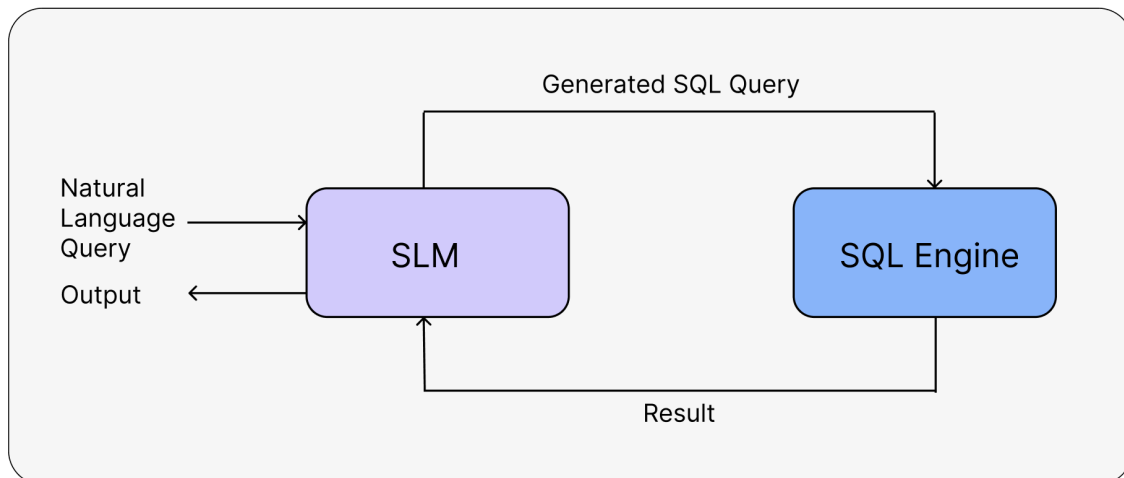 Generated SQL Query
Natural
Language
Query
SLM
SQL Engine
Output
Result